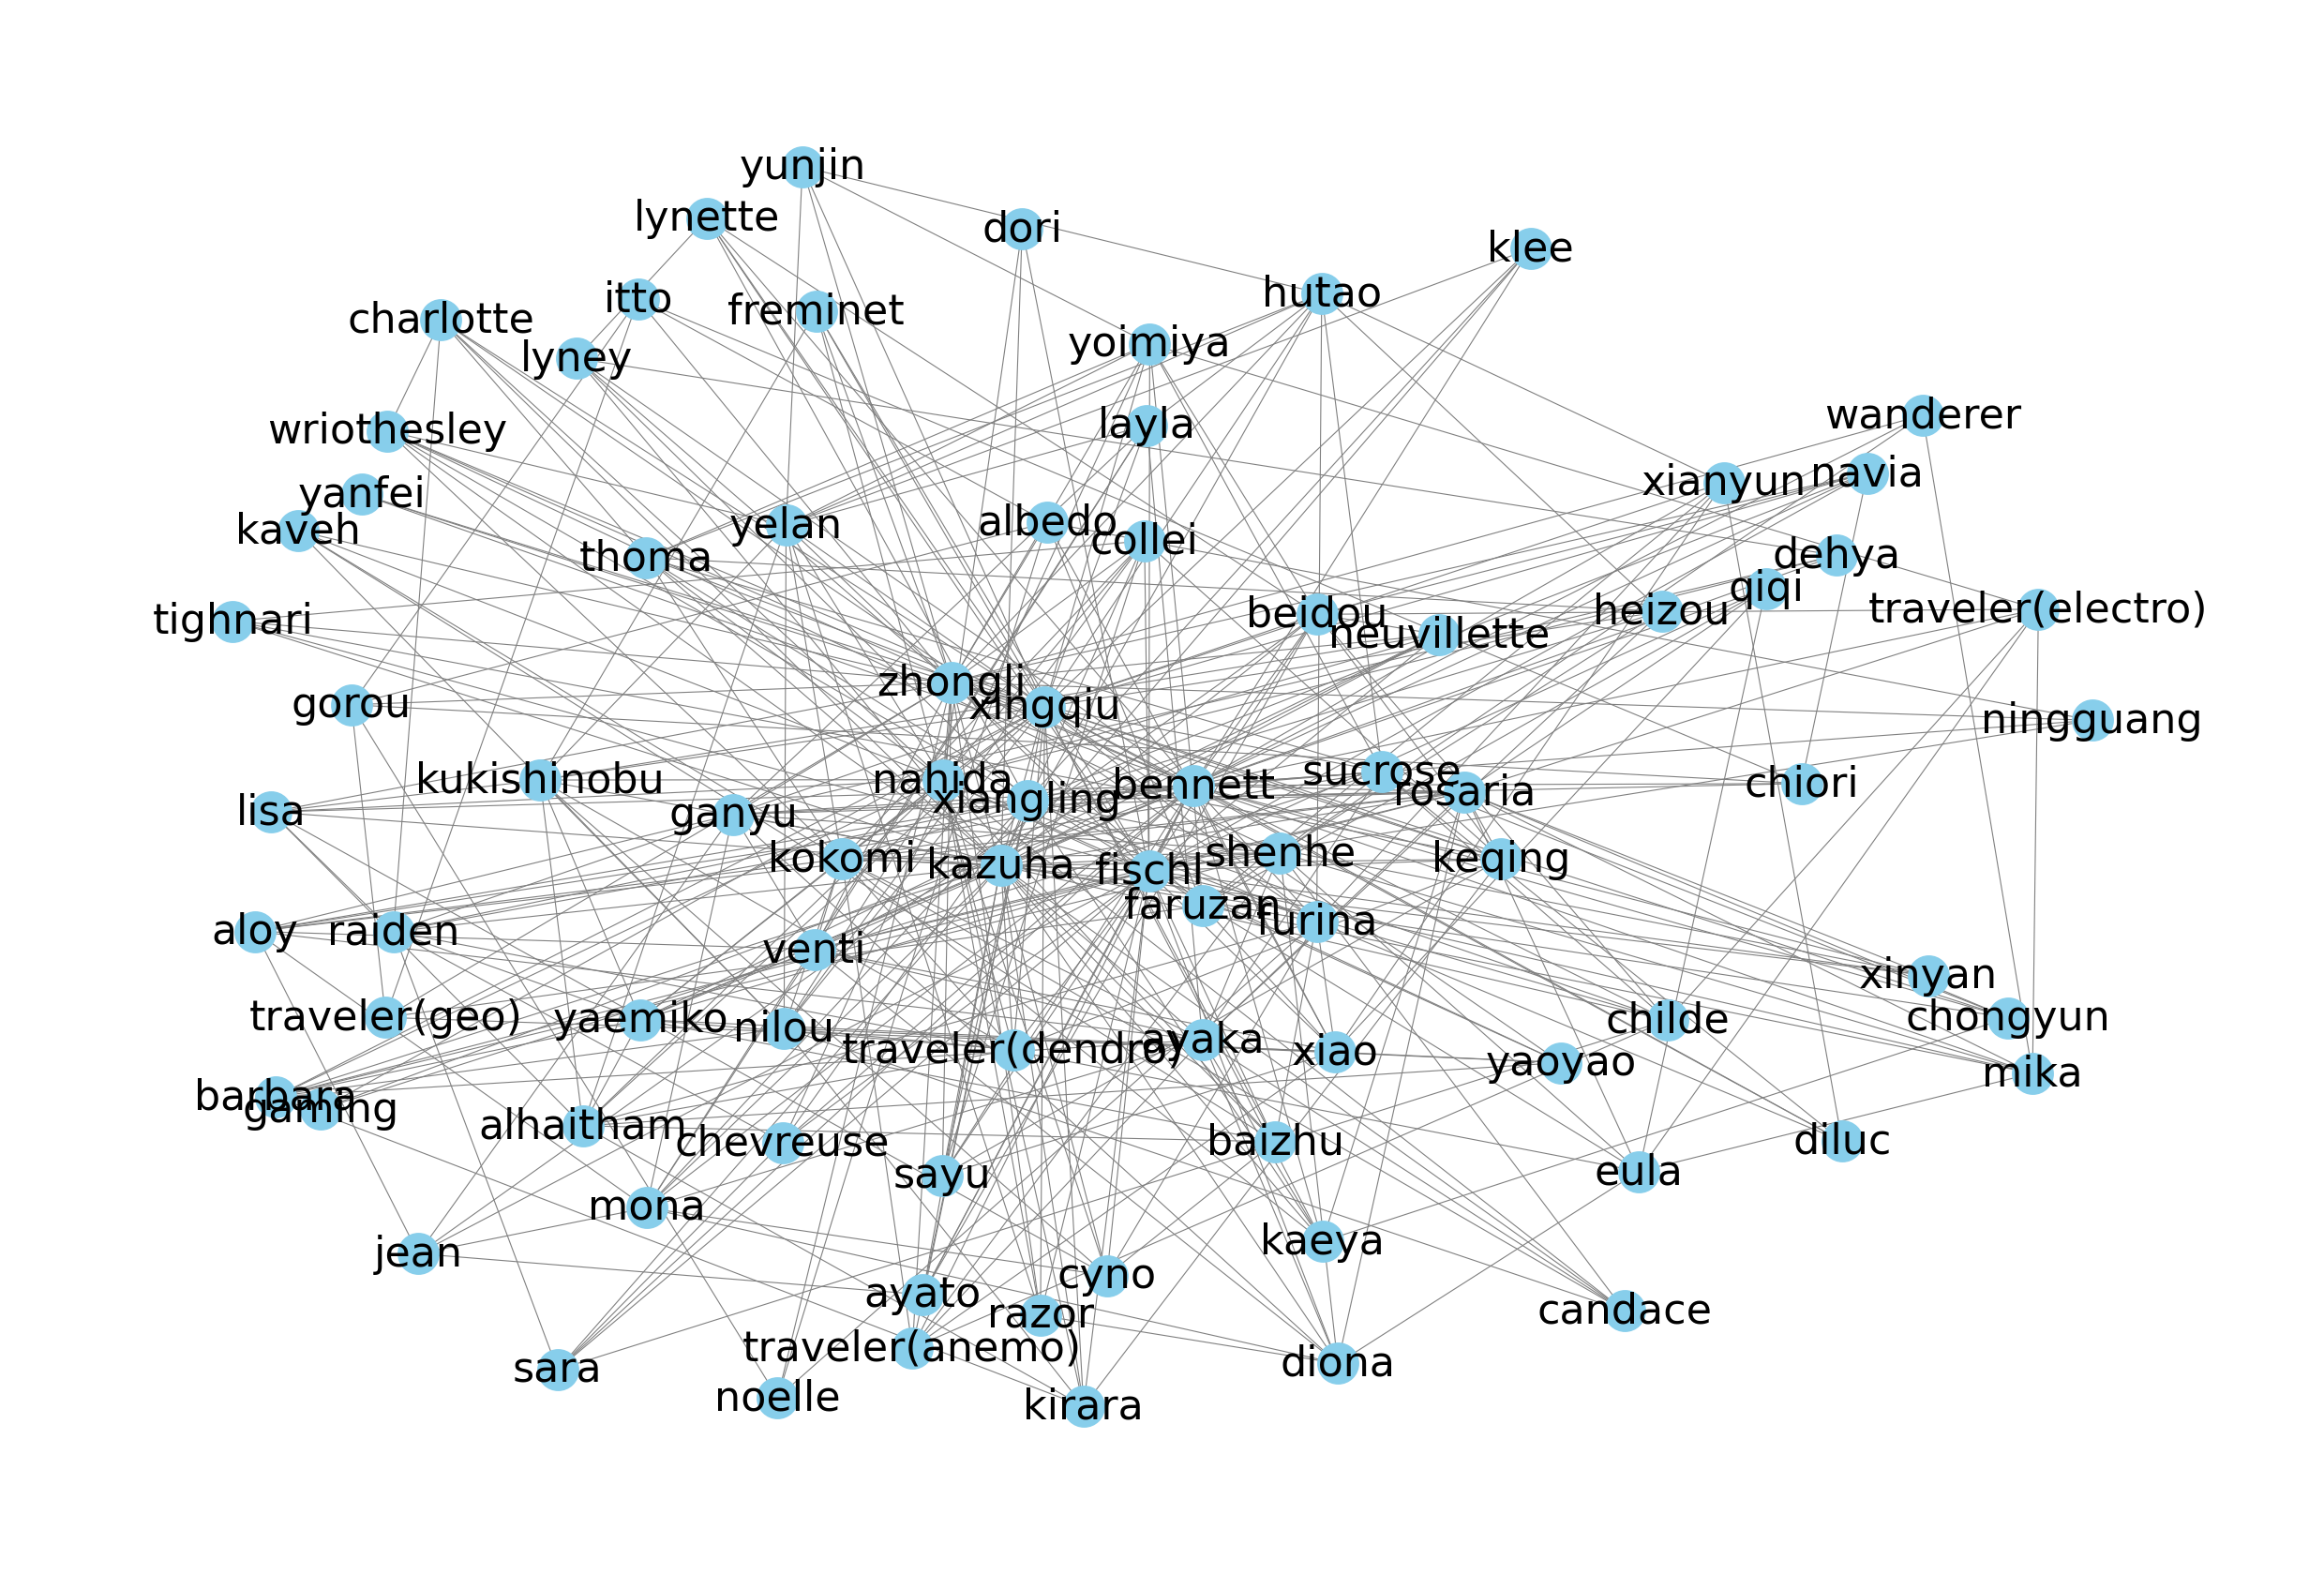 yunjin
lynette
dori
klee
itto
hutao
freminet
charlotte
yoimiya
lyney
wanderer
layla
wriothesley
navia
xianyun
yanfei
albedo
yelan
kaveh
collei
dehya
thoma
qiqi
traveler(electro)
heizou
beidou
tighnari
neuvillette
zhongli
gorou
xingqiu
ningguang
sucrose
kukishinobu
nahida
chiori
bennett
rosaria
xiangling
lisa
ganyu
shenhe
kokomi
keqing
kazuha
fischl
faruzan
furina
aloy
raiden
venti
xinyan
traveler(geo)
yaemiko
childe
chongyun
nilou
ayaka
traveler(dendro)
xiao
yaoyao
mika
barbara
gaming
alhaitham
diluc
chevreuse
baizhu
sayu
eula
mona
kaeya
jean
cyno
ayato
candace
razor
traveler(anemo)
diona
sara
noelle
kirara